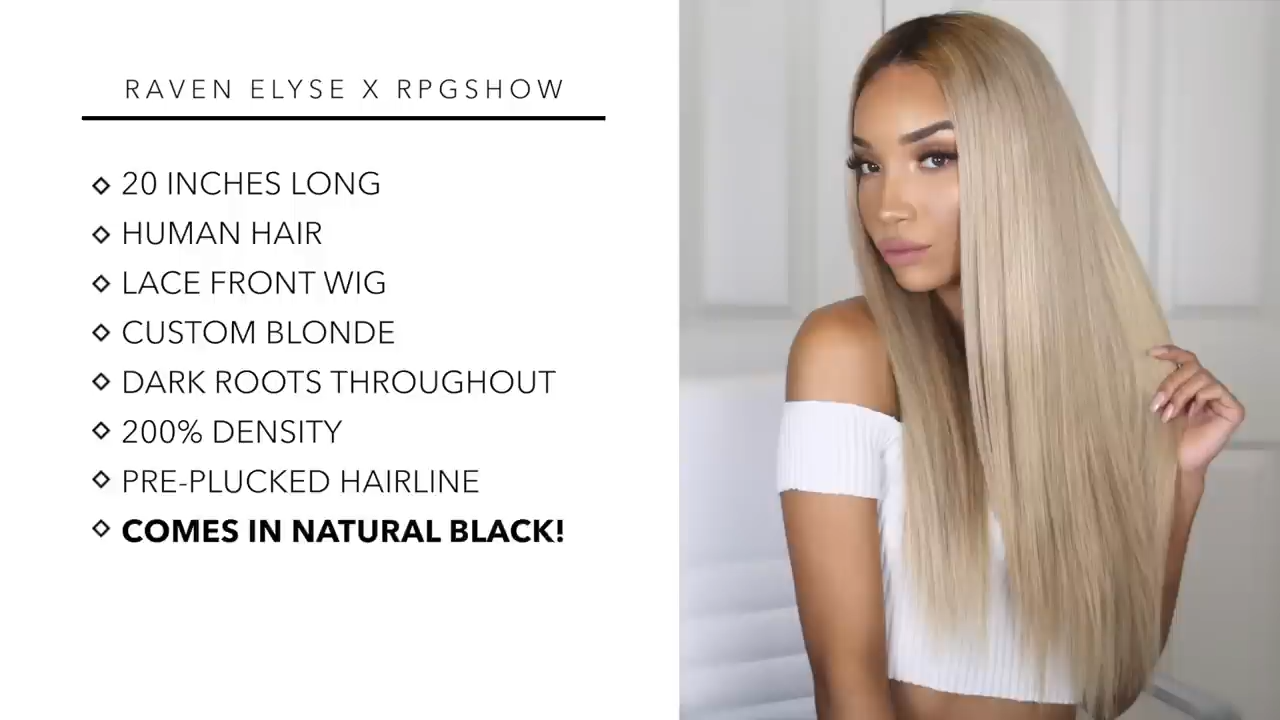 RAVEN ELYSE X RPGSHOW
20 INCHES LONG
HUMAN HAIR
LACE FRONT WIG
CUSTOM BLONDE
DARK ROOTS THROUGHOUT
200% DENSITY
PRE-PLUCKED HAIRLINE
COMES IN NATURAL BLACK!